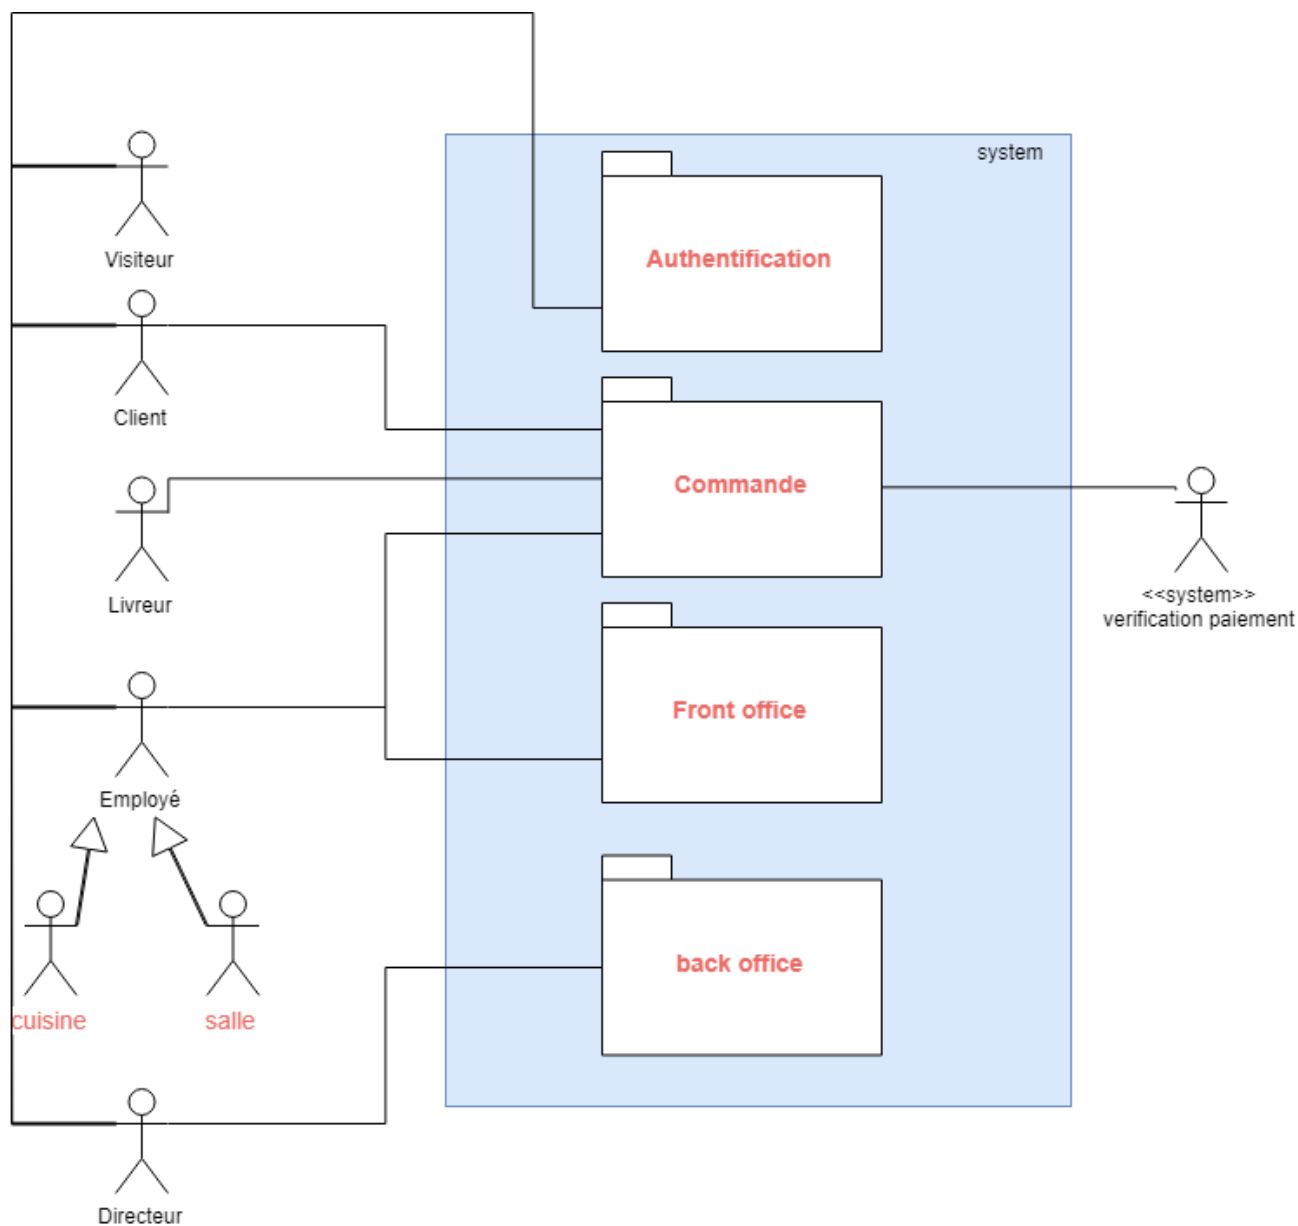 system
Visiteur
Authentification
Client
Commande
Livreur
<<system>>
verification paiement
Front office
Employé
back office
cuisine
salle
Directeur